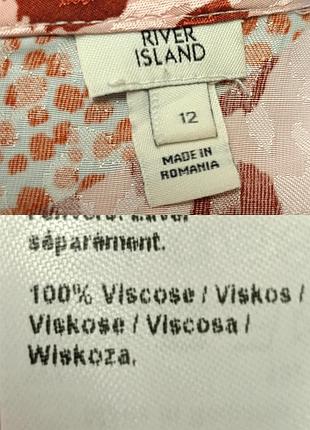 RIVER
ISLAND
12
MADE IN
ROMANIA
séparément.
100% Viscose / Viskos /
Viskose / Viscosa /
Wiskoza.